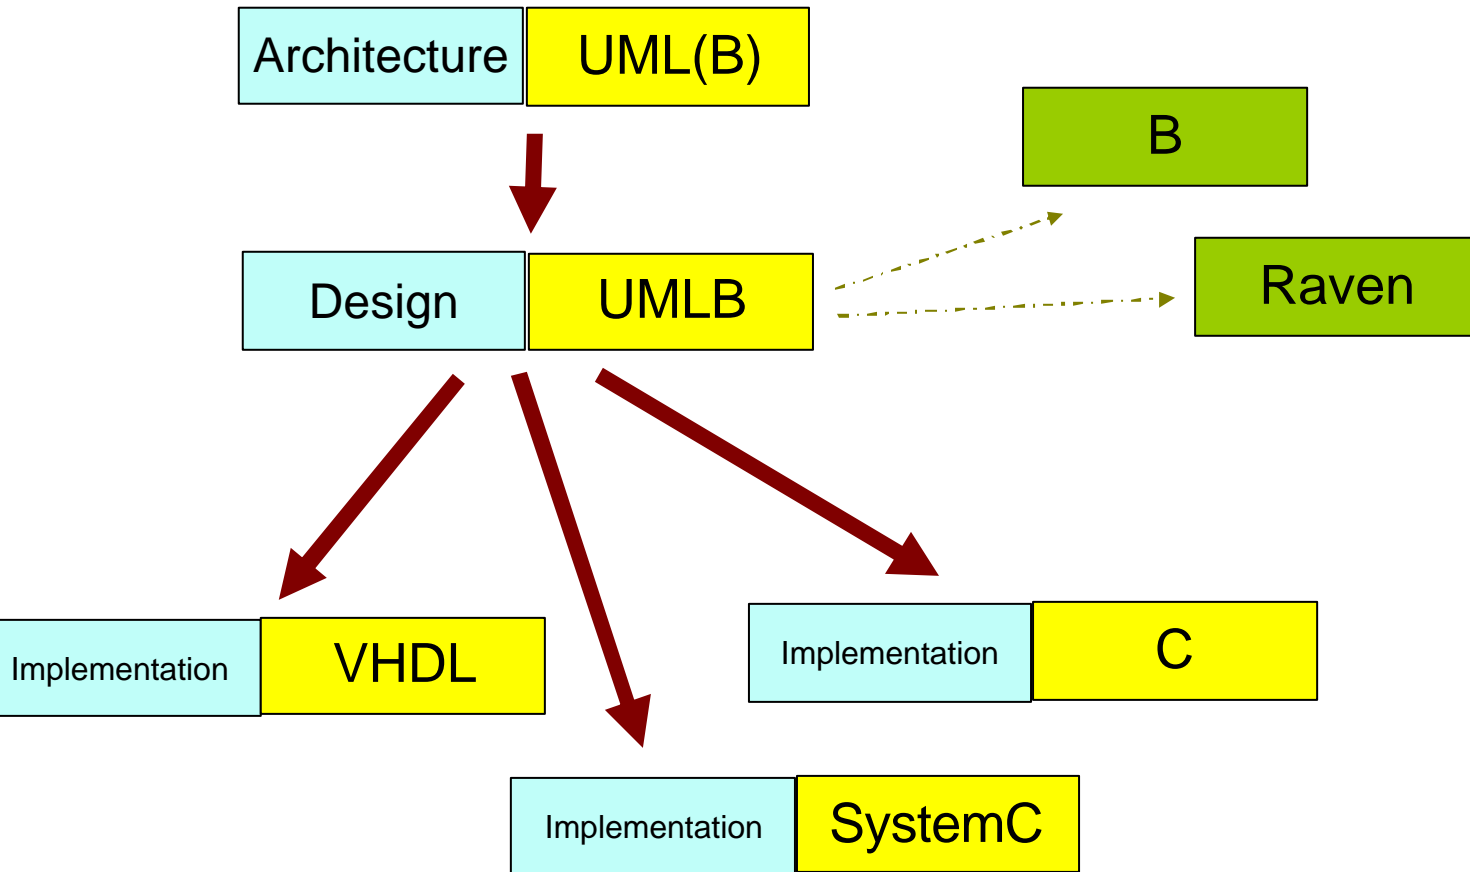 Architecture
UML(B)
B
Design
UMLB
Raven
Implementation
VHDL
Implementation
C
Implementation
SystemC